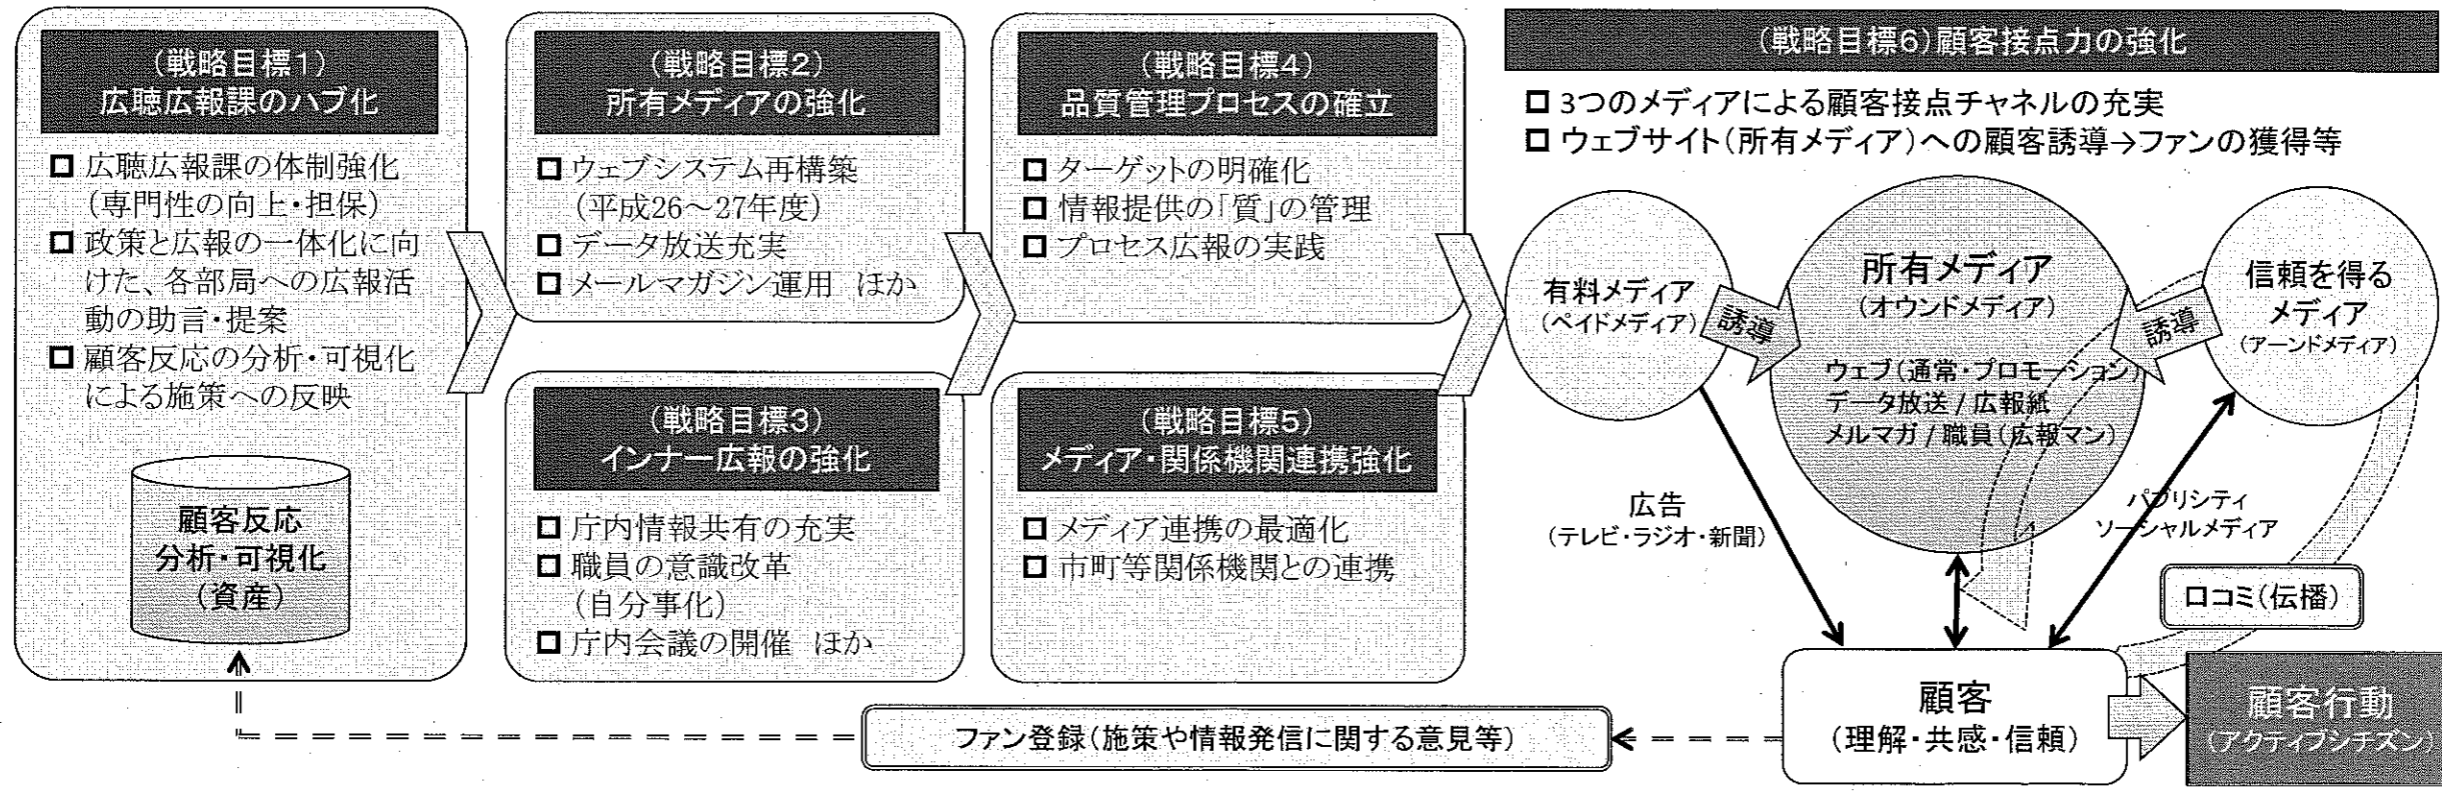 (戦略目標1)
広聴広報課のハブ化
□ 広聴広報課の体制強化
(専門性の向上・担保)
□ 政策と広報の一体化に向
けた、各部局への広報活
動の助言・提案
□ 顧客反応の分析・可視化
による施策への反映
顧客反応
分析・可視化
(資産)
(戦略目標2)
所有メディアの強化
□ ウェブシステム再構築
(平成26～27年度)
□ データ放送充実
□ メールマガジン運用 ほか
(戦略目標3)
インナー広報の強化
□ 庁内情報共有の充実
□ 職員の意識改革
(自分事化)
□ 庁内会議の開催 ほか
(戦略目標4)
品質管理プロセスの確立
□ ターゲットの明確化
□ 情報提供の「質」の管理
□ プロセス広報の実践
(戦略目標5)
メディア・関係機関連携強化
□ メディア連携の最適化
□ 市町等関係機関との連携
(戦略目標6)顧客接点力の強化
□ 3つのメディアによる顧客接点チャネルの充実
□ ウェブサイト(所有メディア)への顧客誘導→ファンの獲得等
有料メディア
(ペイドメディア)
誘導
所有メディア
(オウンドメディア)
ウェブ(通常・プロモーション)
データ放送 / 広報紙
メルマガ / 職員(広報マン)
誘導
信頼を得る
メディア
(アーンドメディア)
広告
(テレビ・ラジオ・新聞)
パブリシティ
ソーシャルメディア
口コミ(伝播)
顧客
(理解・共感・信頼)
顧客行動
(アクティブシチズン)
ファン登録(施策や情報発信に関する意見等)